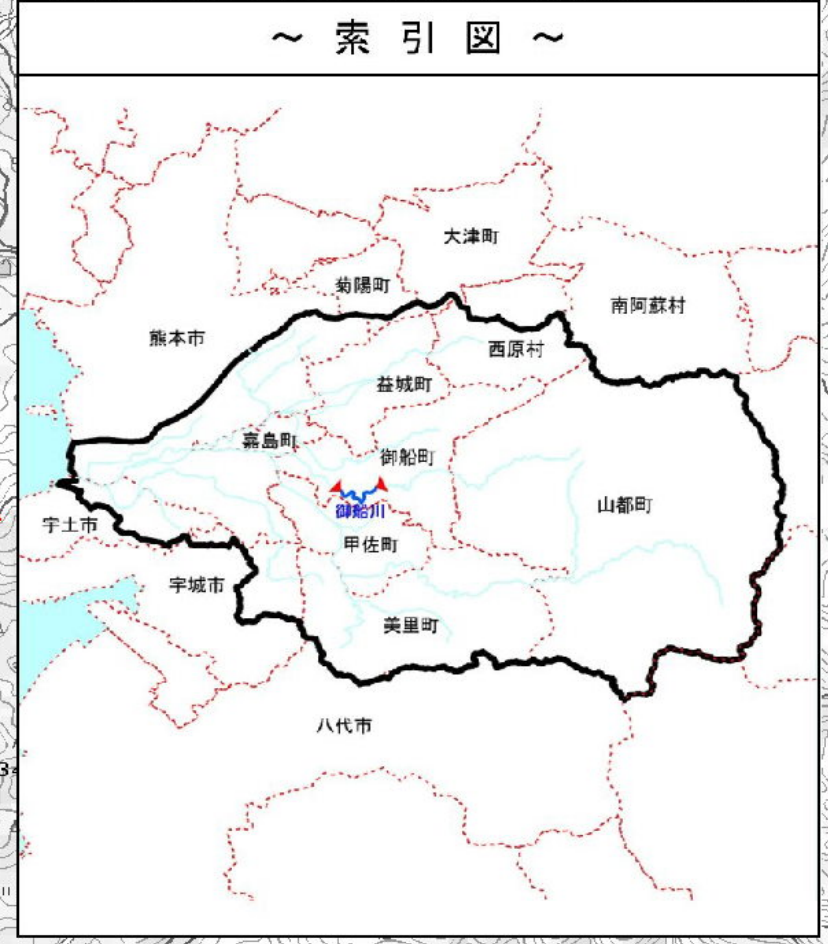 ～ 索 引 図 ～
大津町
菊陽町
南阿蘇村
熊本市
西原村
益城町
嘉島町
御船町
山都町
御船川
宇土市
甲佐町
宇城市
美里町
八代市